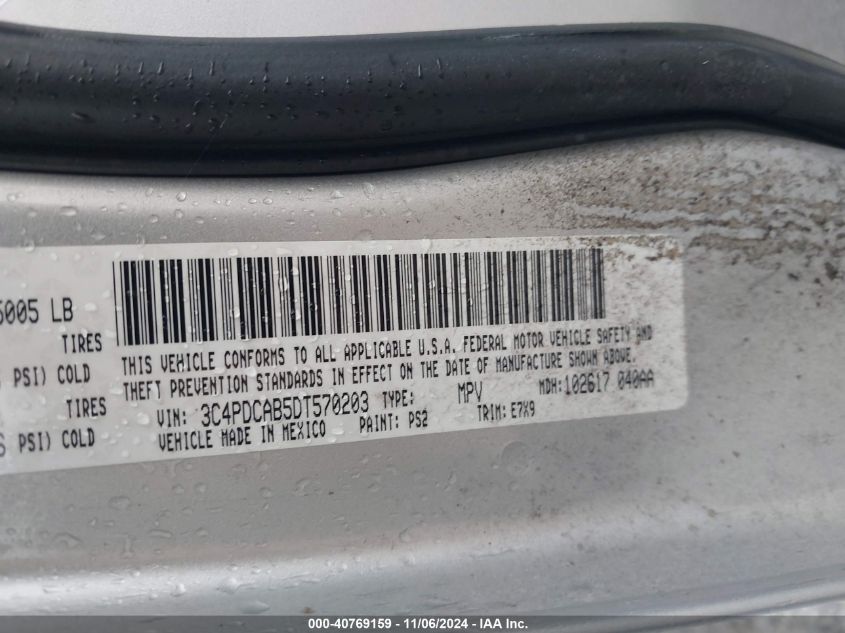 5005 LB
TIRES
PSI) COLD
TIRES
PSI) COLD
THIS VEHICLE CONFORMS TO ALL APPLICABLE U.S.A. FEDERAL MOTOR VEHICLE SAFETY AND
THEFT PREVENTION STANDARDS IN EFFECT ON THE DATE OF MANUFACTURE SHOWN ABOVE.
VIN: 3C4PDCAB5DT570203 TYPE: MPV MDH:102617 040AA
VEHICLE MADE IN MEXICO PAINT: PS2 TRIM: E7X9
000-40769159 - 11/06/2024 - IAA Inc.